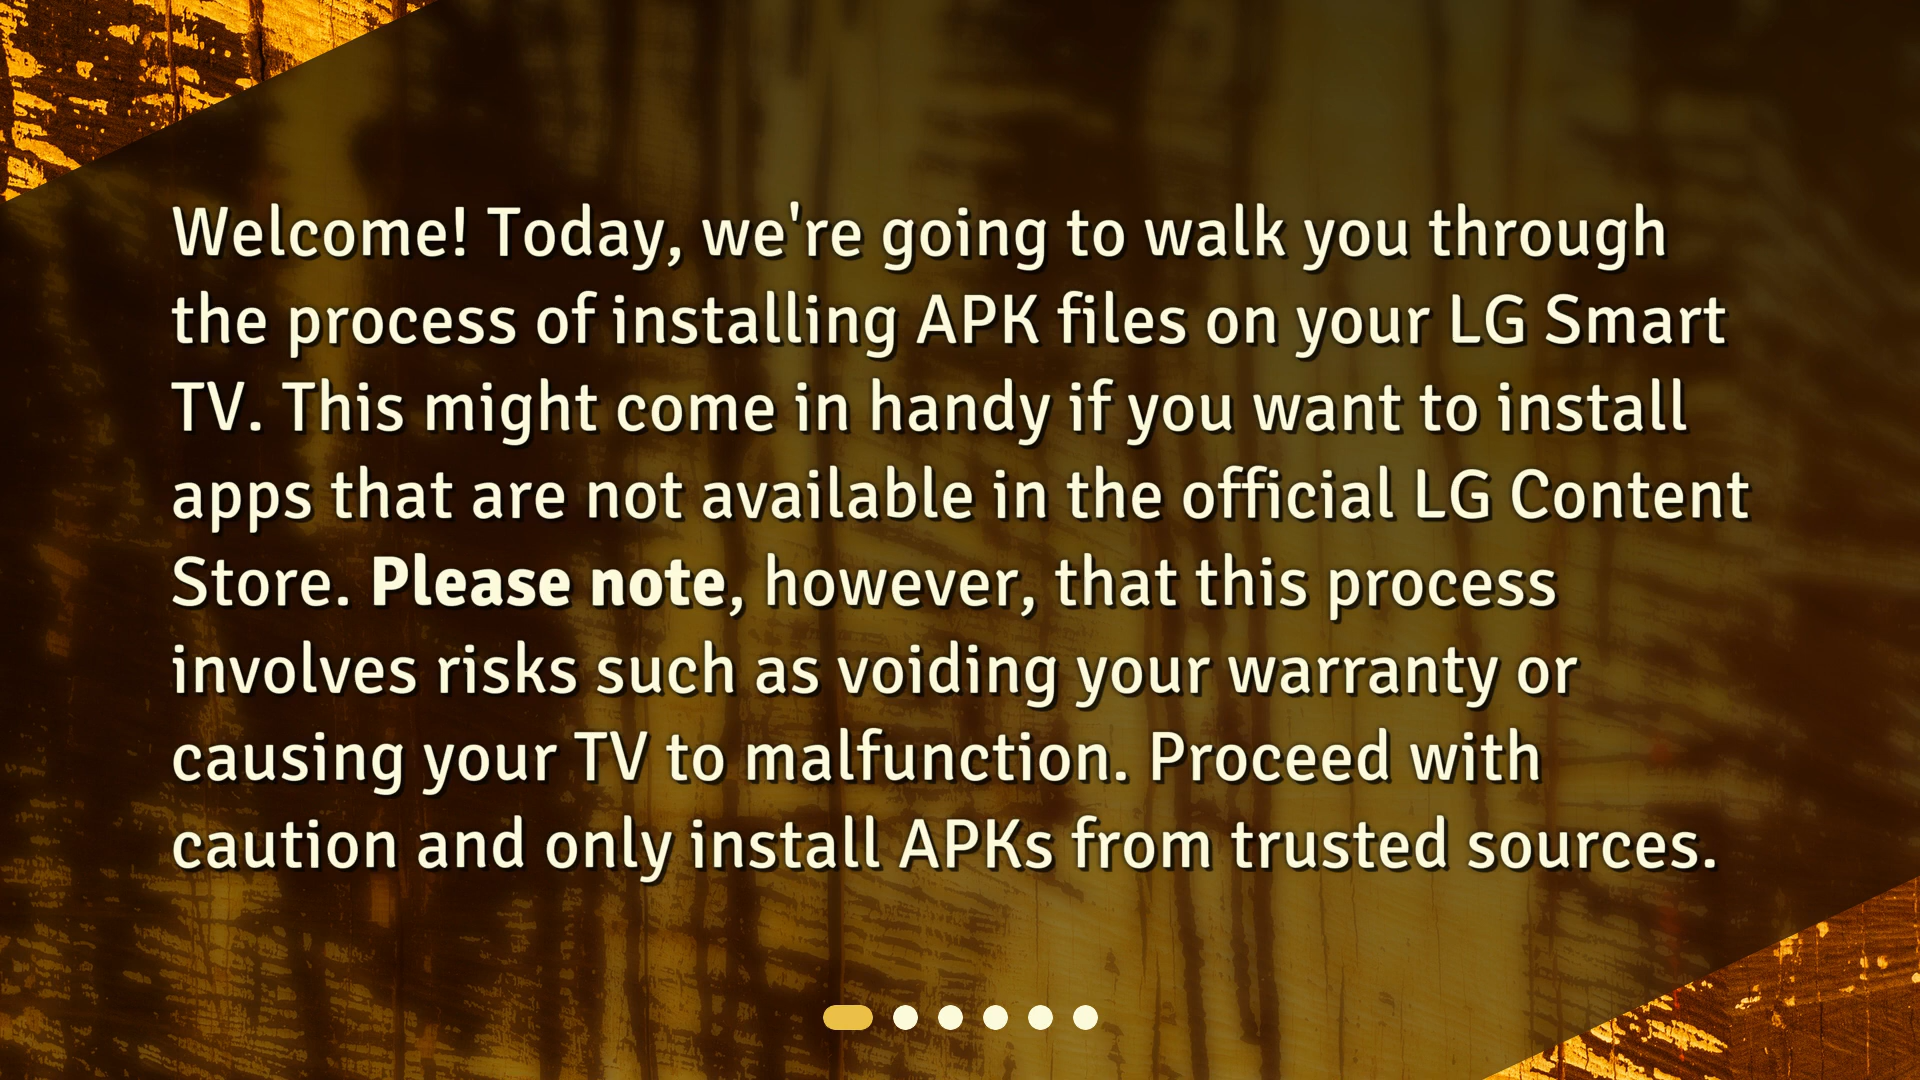 Welcome! Today, we're going to walk you through
the process of installing APK files on your LG Smart
TV. This might come in handy if you want to install
apps that are not available in the official LG Content
Store. Please note, however, that this process
involves risks such as voiding your warranty or
causing your TV to malfunction. Proceed with
caution and only install APKs from trusted sources.